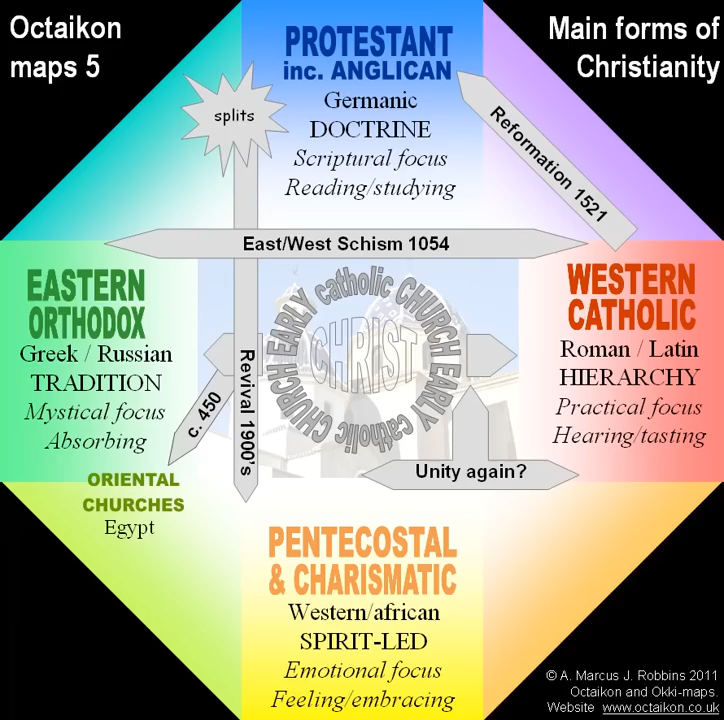 Octaikon
maps 5
Main forms of
Christianity
PROTESTANT
inc. ANGLICAN
Germanic
DOCTRINE
Scriptural focus
Reading/studying
splits
Reformation 1521
East/West Schism 1054
EASTERN
ORTHODOX
Greek / Russian
TRADITION
Mystical focus
Absorbing
EARLY catholic CHURCH EARLY catholic CHURCH
CHRIST
WESTERN
CATHOLIC
Roman / Latin
HIERARCHY
Practical focus
Hearing/tasting
Revival 1900's
c. 450
Unity again?
ORIENTAL
CHURCHES
Egypt
PENTECOSTAL
& CHARISMATIC
Western/african
SPIRIT-LED
Emotional focus
Feeling/embracing
© A. Marcus J. Robbins 2011
Octaikon and Okki-maps.
Website www.octaikon.co.uk